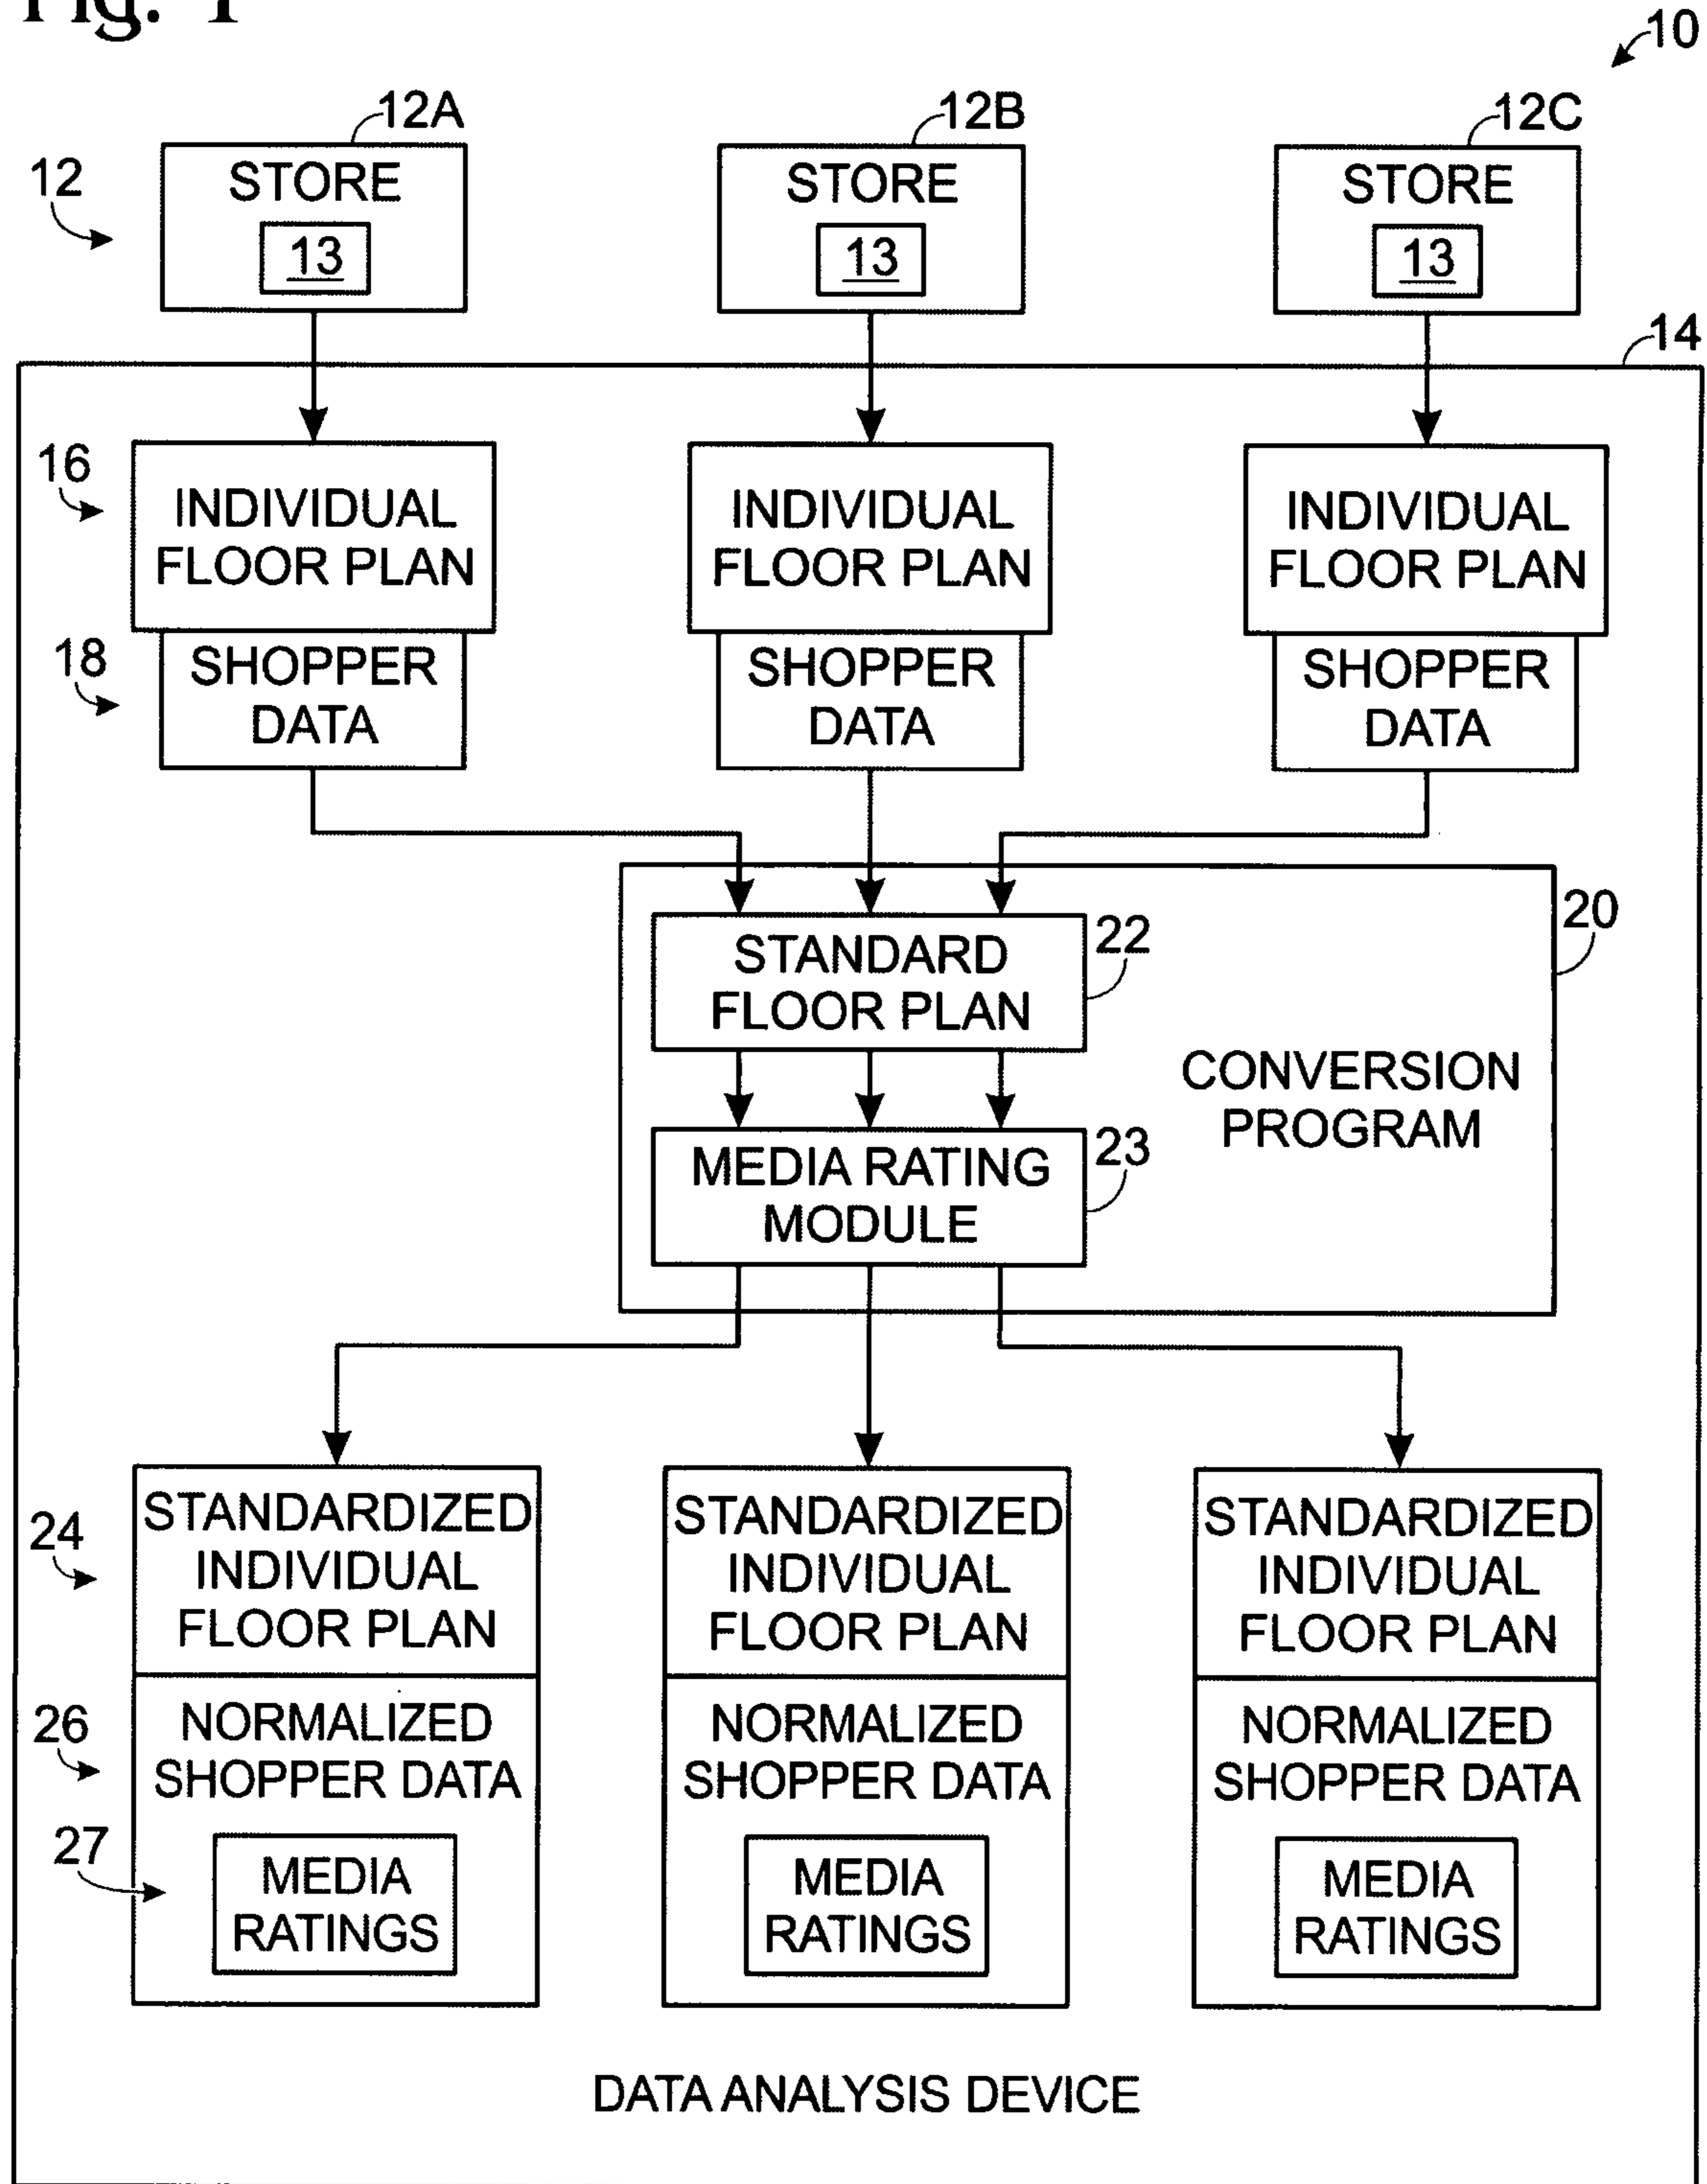 Fig. 1
10
12A
12B
12C
12
STORE
13
STORE
13
STORE
13
14
16
INDIVIDUAL
FLOOR PLAN
INDIVIDUAL
FLOOR PLAN
INDIVIDUAL
FLOOR PLAN
18
SHOPPER
DATA
SHOPPER
DATA
SHOPPER
DATA
20
STANDARD
FLOOR PLAN
22
CONVERSION
PROGRAM
MEDIA RATING
MODULE
23
24
STANDARDIZED
INDIVIDUAL
FLOOR PLAN
STANDARDIZED
INDIVIDUAL
FLOOR PLAN
STANDARDIZED
INDIVIDUAL
FLOOR PLAN
26
NORMALIZED
SHOPPER DATA
NORMALIZED
SHOPPER DATA
NORMALIZED
SHOPPER DATA
27
MEDIA
RATINGS
MEDIA
RATINGS
MEDIA
RATINGS
DATA ANALYSIS DEVICE